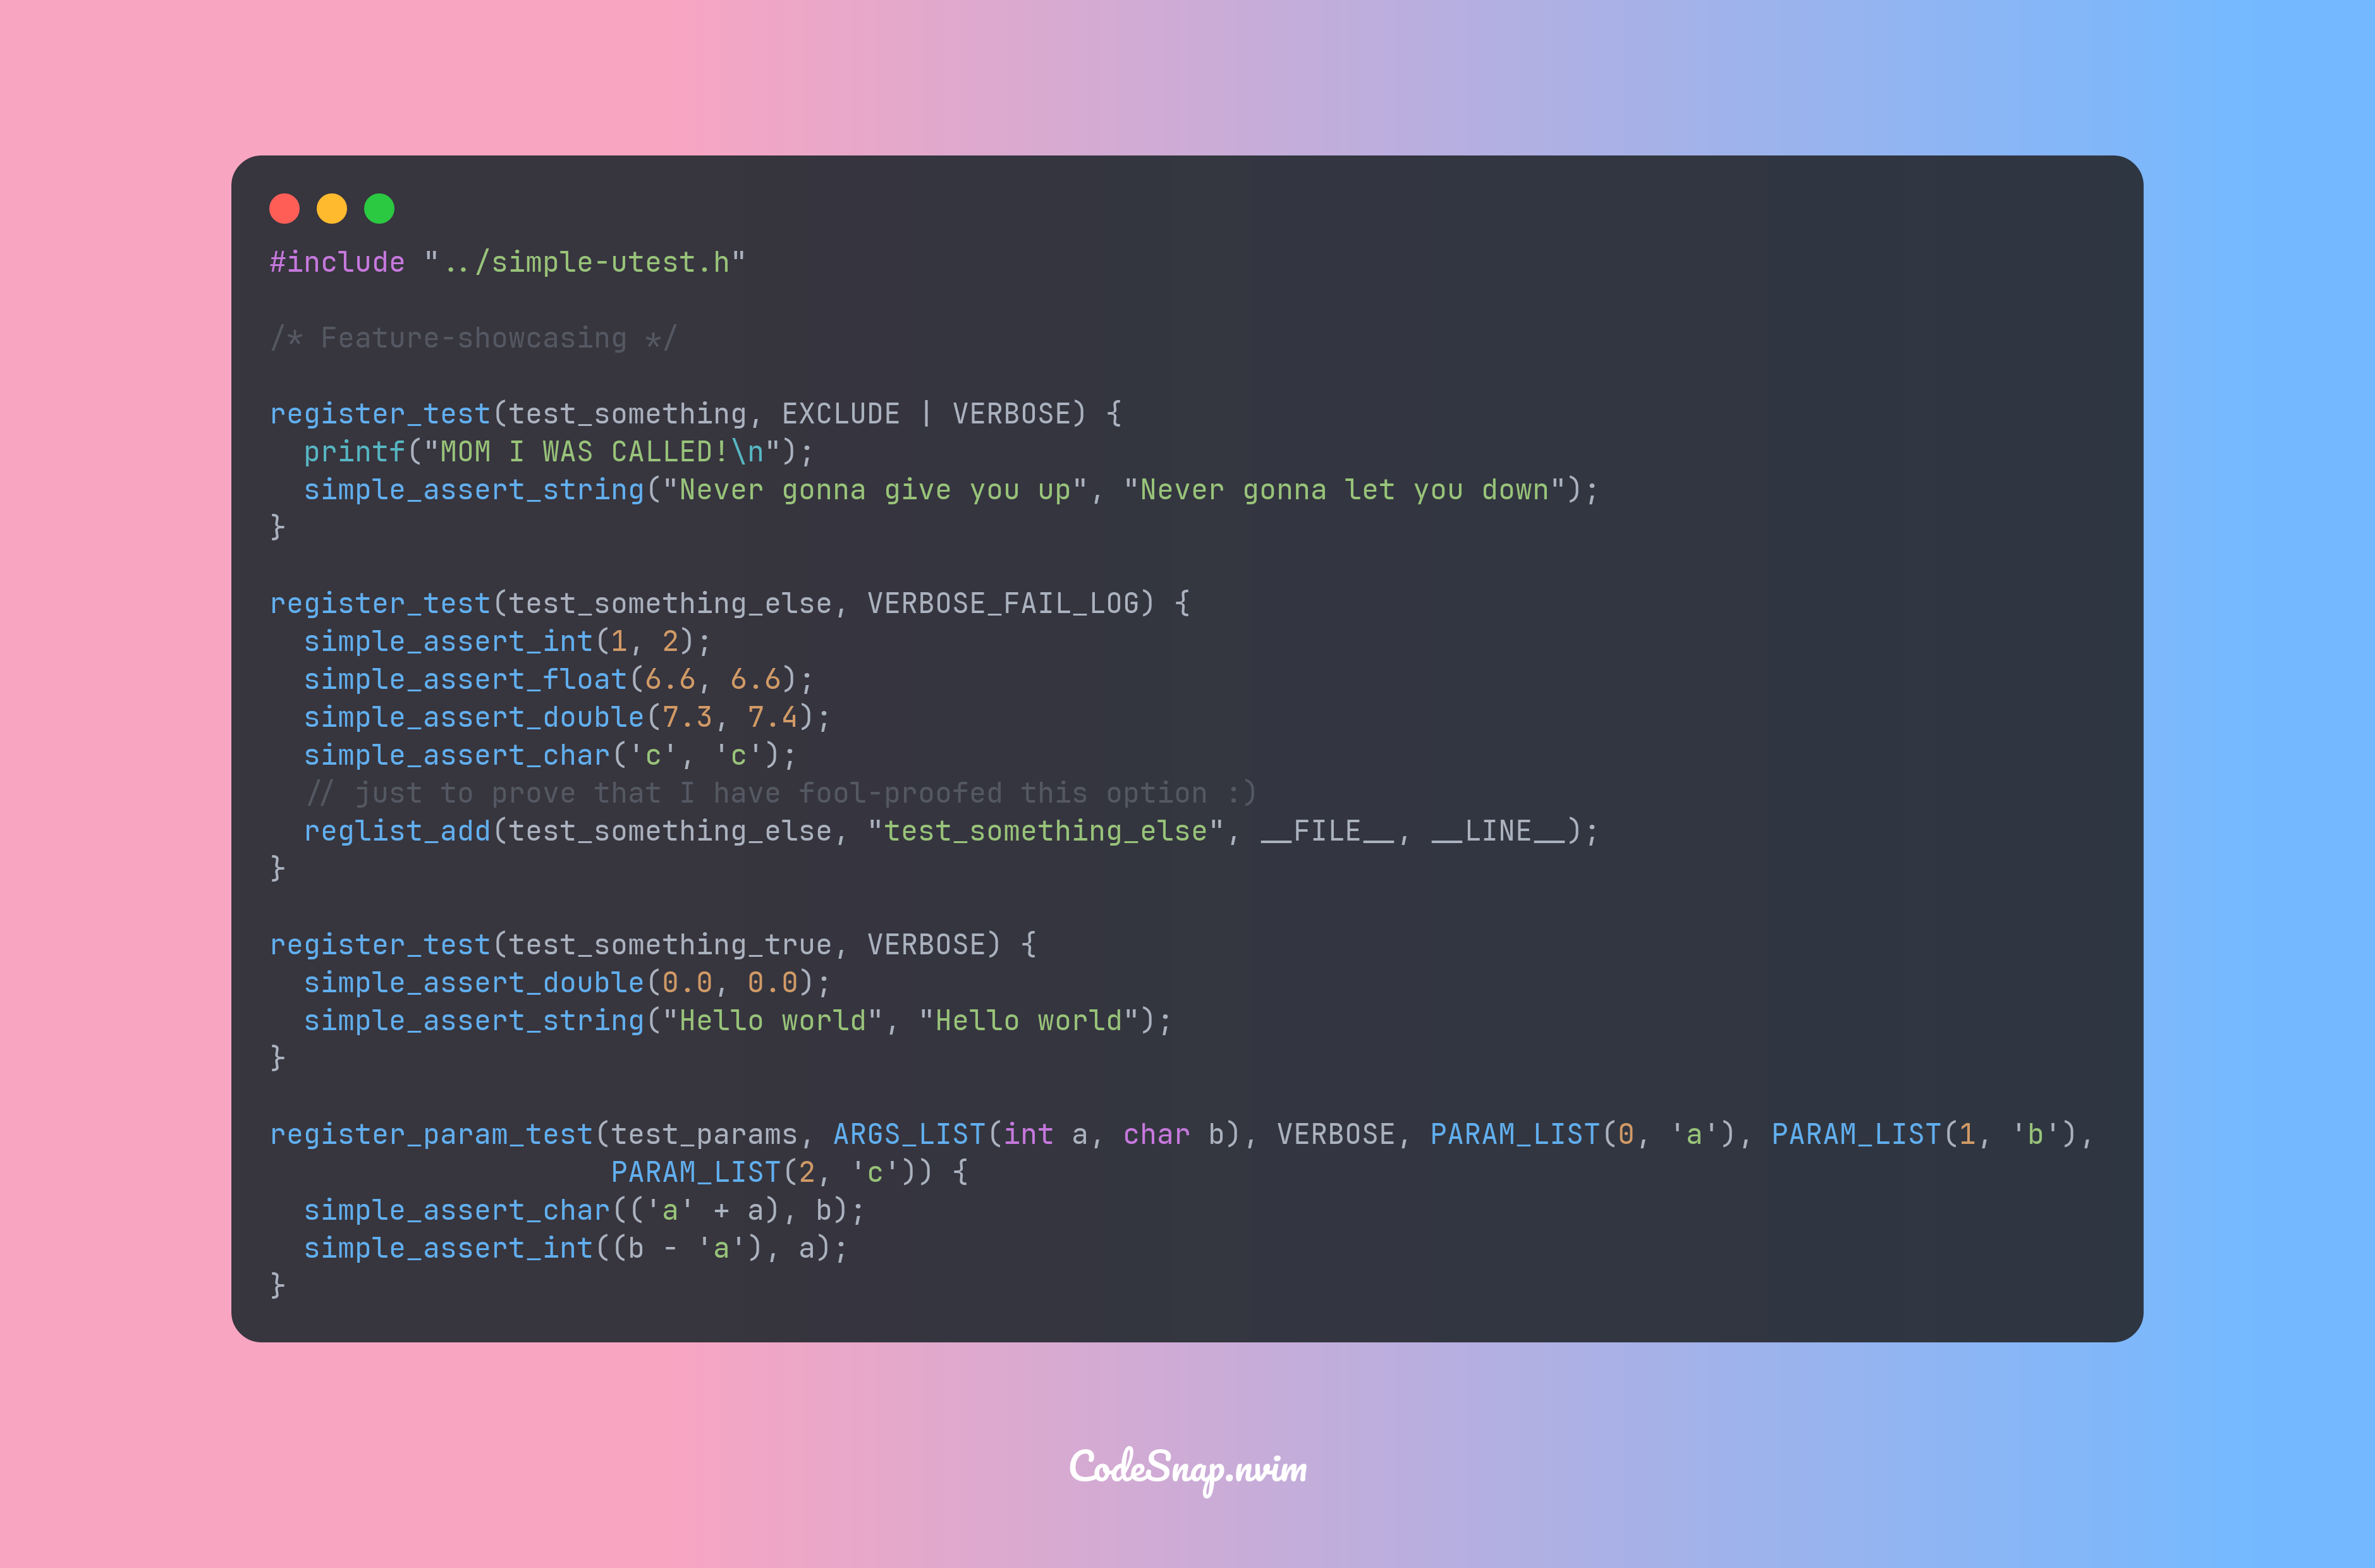 #include "../simple-utest.h"

/* Feature-showcasing */

register_test(test_something, EXCLUDE | VERBOSE) {
  printf("MOM I WAS CALLED!\n");
  simple_assert_string("Never gonna give you up", "Never gonna let you down");
}

register_test(test_something_else, VERBOSE_FAIL_LOG) {
  simple_assert_int(1, 2);
  simple_assert_float(6.6, 6.6);
  simple_assert_double(7.3, 7.4);
  simple_assert_char('c', 'c');
  // just to prove that I have fool-proofed this option :)
  reglist_add(test_something_else, "test_something_else", __FILE__, __LINE__);
}

register_test(test_something_true, VERBOSE) {
  simple_assert_double(0.0, 0.0);
  simple_assert_string("Hello world", "Hello world");
}

register_param_test(test_params, ARGS_LIST(int a, char b), VERBOSE, PARAM_LIST(0, 'a'), PARAM_LIST(1, 'b'),
                    PARAM_LIST(2, 'c')) {
  simple_assert_char(('a' + a), b);
  simple_assert_int((b - 'a'), a);
}
CodeSnap.nvim